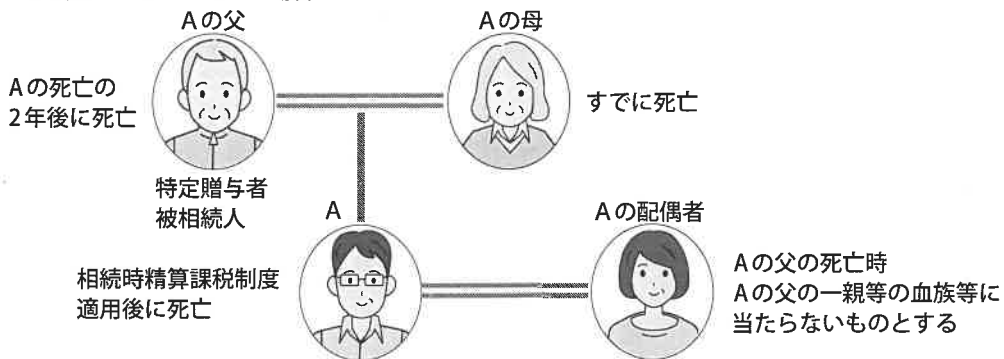 Aの父
Aの母
Aの死亡の
2年後に死亡
すでに死亡
特定贈与者
被相続人
A
Aの配偶者
相続時精算課税制度
適用後に死亡
Aの父の死亡時
Aの父の一親等の血族等に
当たらないものとする